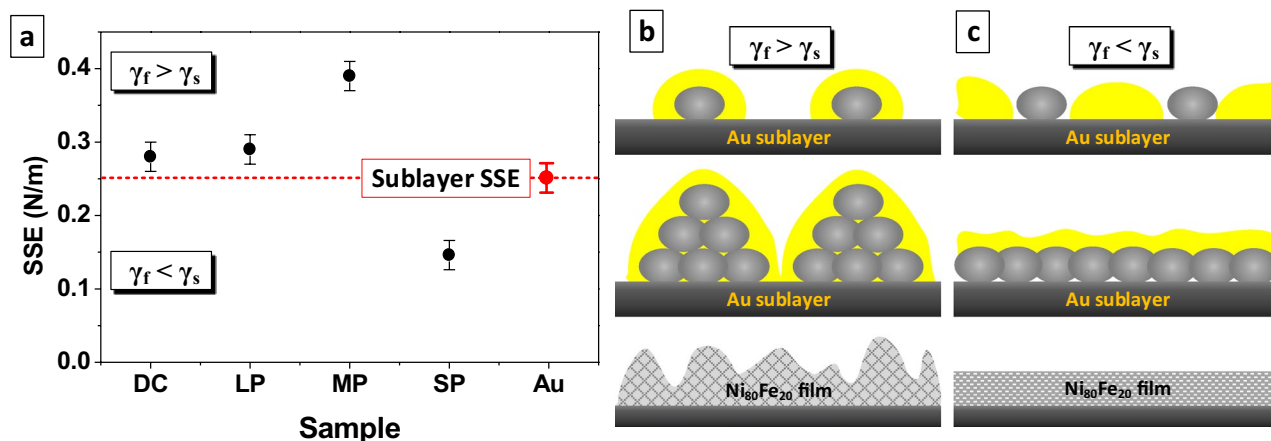 a
γf > γs
γf < γs
Sublayer SSE
SSE (N/m)
0.4
0.3
0.2
0.1
0.0
DC LP MP SP Au
Sample
b
γf > γs
Au sublayer
Au sublayer
Ni80Fe20 film
c
γf < γs
Au sublayer
Au sublayer
Ni80Fe20 film